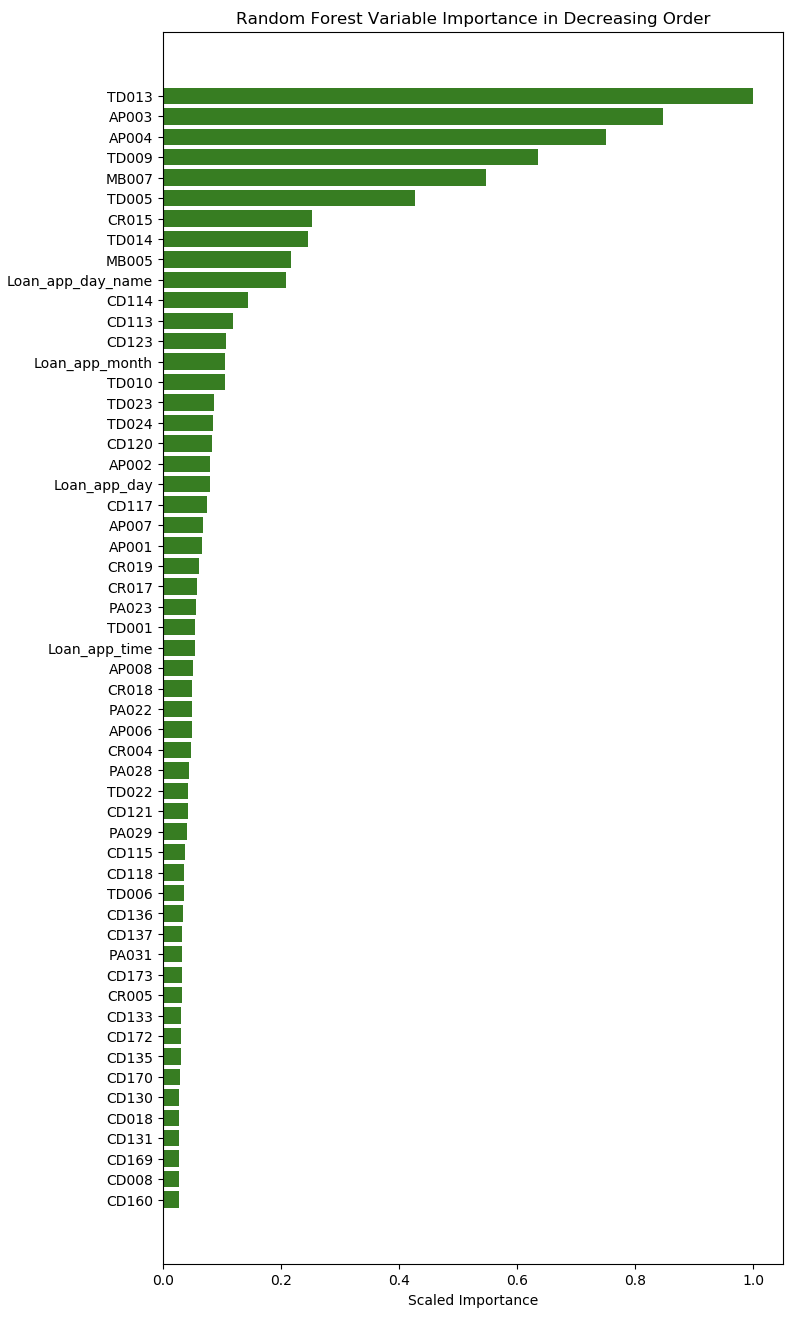 Random Forest Variable Importance in Decreasing Order
TD013
AP003
AP004
TD009
MB007
TD005
CR015
TD014
MB005
Loan_app_day_name
CD114
CD113
CD123
Loan_app_month
TD010
TD023
TD024
CD120
AP002
Loan_app_day
CD117
AP007
AP001
CR019
CR017
PA023
TD001
Loan_app_time
AP008
CR018
PA022
AP006
CR004
PA028
TD022
CD121
PA029
CD115
CD118
TD006
CD136
CD137
PA031
CD173
CR005
CD133
CD172
CD135
CD170
CD130
CD018
CD131
CD169
CD008
CD160
0.0 0.2 0.4 0.6 0.8 1.0
Scaled Importance